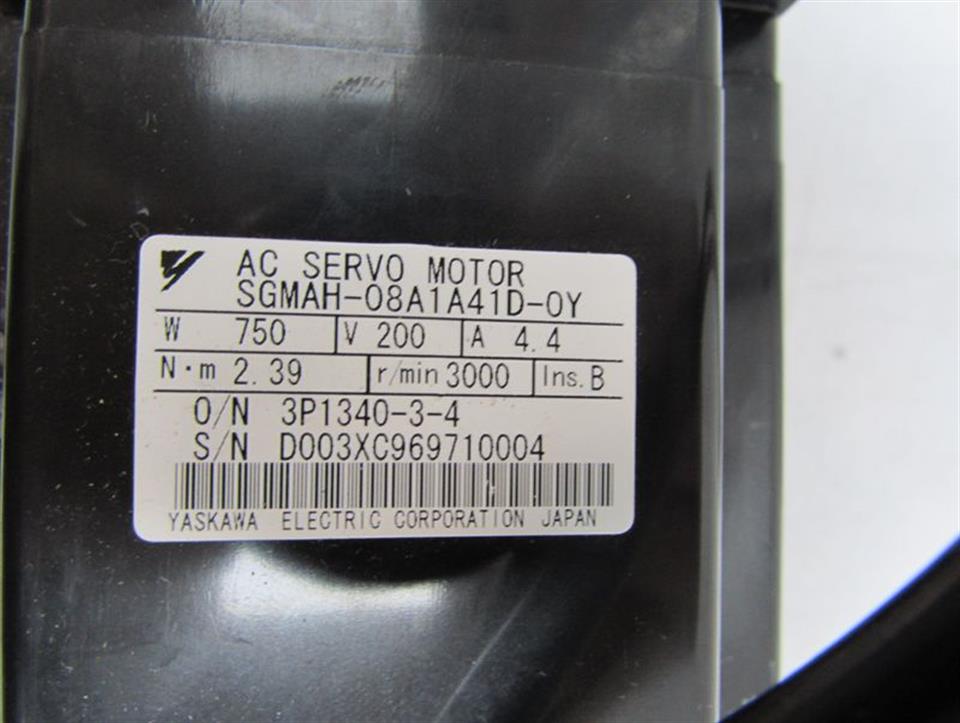 AC SERVO MOTOR
SGMAH-08A1A41D-0Y
W 750 V 200 A 4.4
N·m 2.39 r/min 3000 Ins. B
O/N 3P1340-3-4
S/N D003XC969710004
YASKAWA ELECTRIC CORPORATION JAPAN